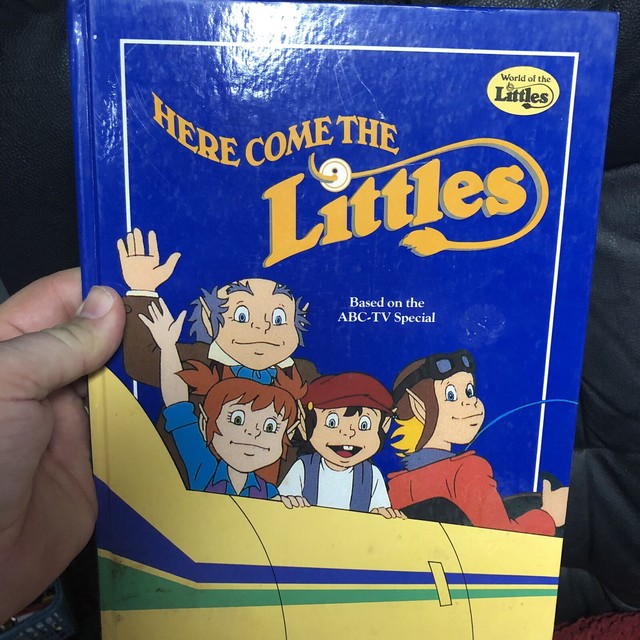 World of the
Littles
HERE COME THE
Littles
Based on the
ABC-TV Special